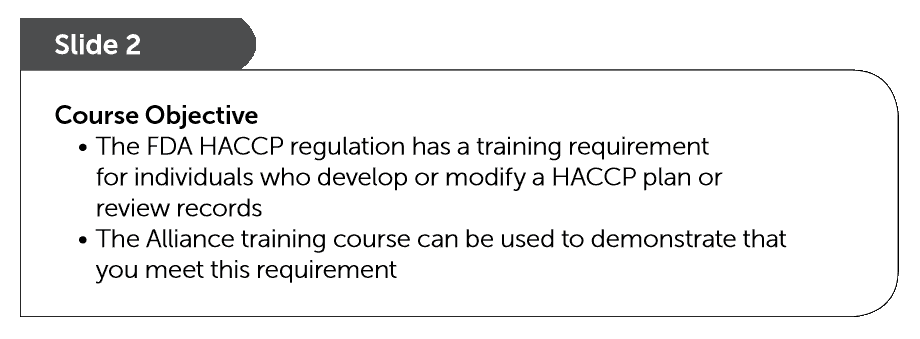 Slide 2
Course Objective
• The FDA HACCP regulation has a training requirement
for individuals who develop or modify a HACCP plan or
review records
• The Alliance training course can be used to demonstrate that
you meet this requirement